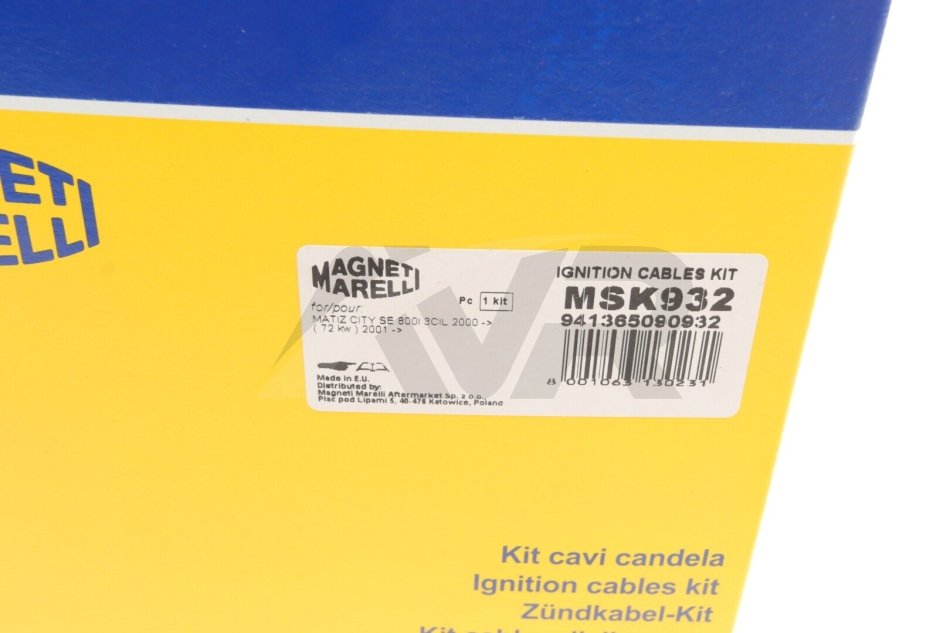 NETI
ELLI
MAGNETI
MARELLI
IGNITION CABLES KIT
Pc 1 kit
MSK932
for/pour
941365090932
MATIZ CITY SE 800I 3CIL 2000 ->
( 72 kw ) 2001 ->
8 001063 130231
Made in E.U.
Distributed by:
Magneti Marelli Aftermarket Sp. z o.o.,
Plac pod Lipami 5, 40-476 Katowice, Poland
AVA
Kit cavi candela
Ignition cables kit
Zündkabel-Kit